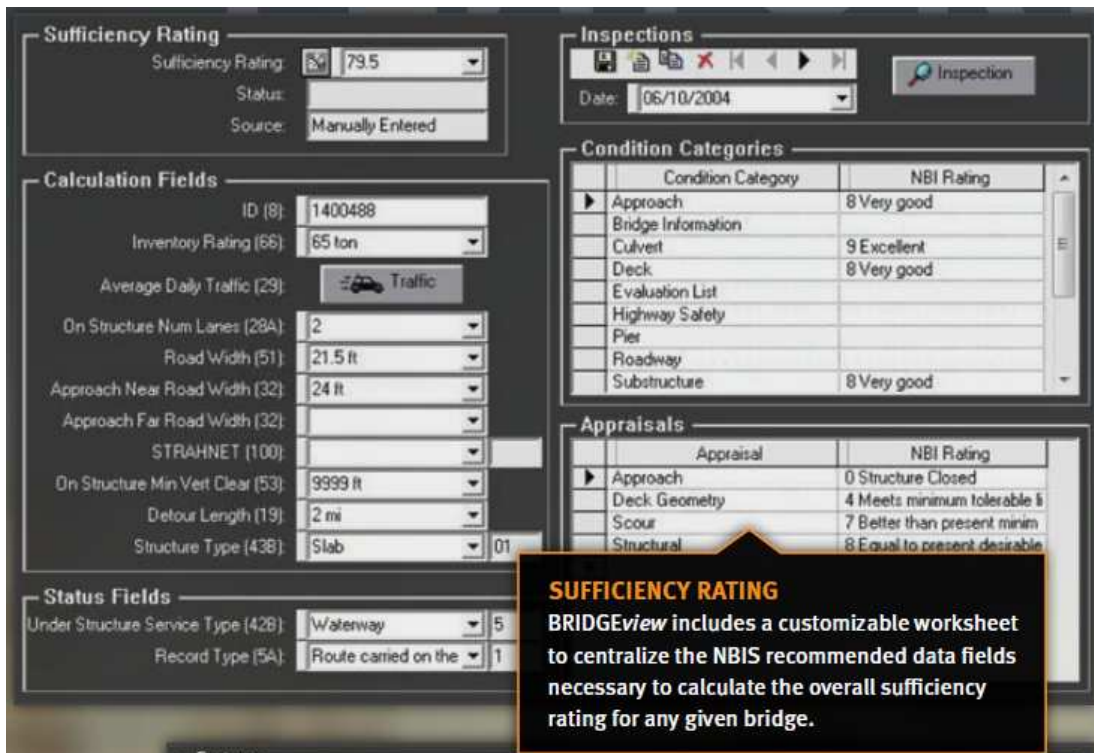 Sufficiency Rating
Sufficiency Rating: 79.5
Status:
Source: Manually Entered
Calculation Fields
ID (8): 1400488
Inventory Rating (66): 65 ton
Average Daily Traffic (29): Traffic
On Structure Num Lanes (28A): 2
Road Width (51): 21.5 ft
Approach Near Road Width (32): 24 ft
Approach Far Road Width (32):
STRAHNET (100):
On Structure Min Vert Clear (53): 9999 ft
Detour Length (19): 2 mi
Structure Type (43B): Slab 01
Status Fields
Under Structure Service Type (42B): Waterway 5
Record Type (5A): Route carried on the 1
Inspections
Inspection
Date: 06/10/2004
Condition Categories
Condition Category NBI Rating
Approach 8 Very good
Bridge Information
Culvert 9 Excellent
Deck 8 Very good
Evaluation List
Highway Safety
Pier
Roadway
Substructure 8 Very good
Appraisals
Appraisal NBI Rating
Approach 0 Structure Closed
Deck Geometry 4 Meets minimum tolerable li
Scour 7 Better than present minim
Structural 8 Equal to present desirable
SUFFICIENCY RATING
BRIDGEview includes a customizable worksheet
to centralize the NBIS recommended data fields
necessary to calculate the overall sufficiency
rating for any given bridge.